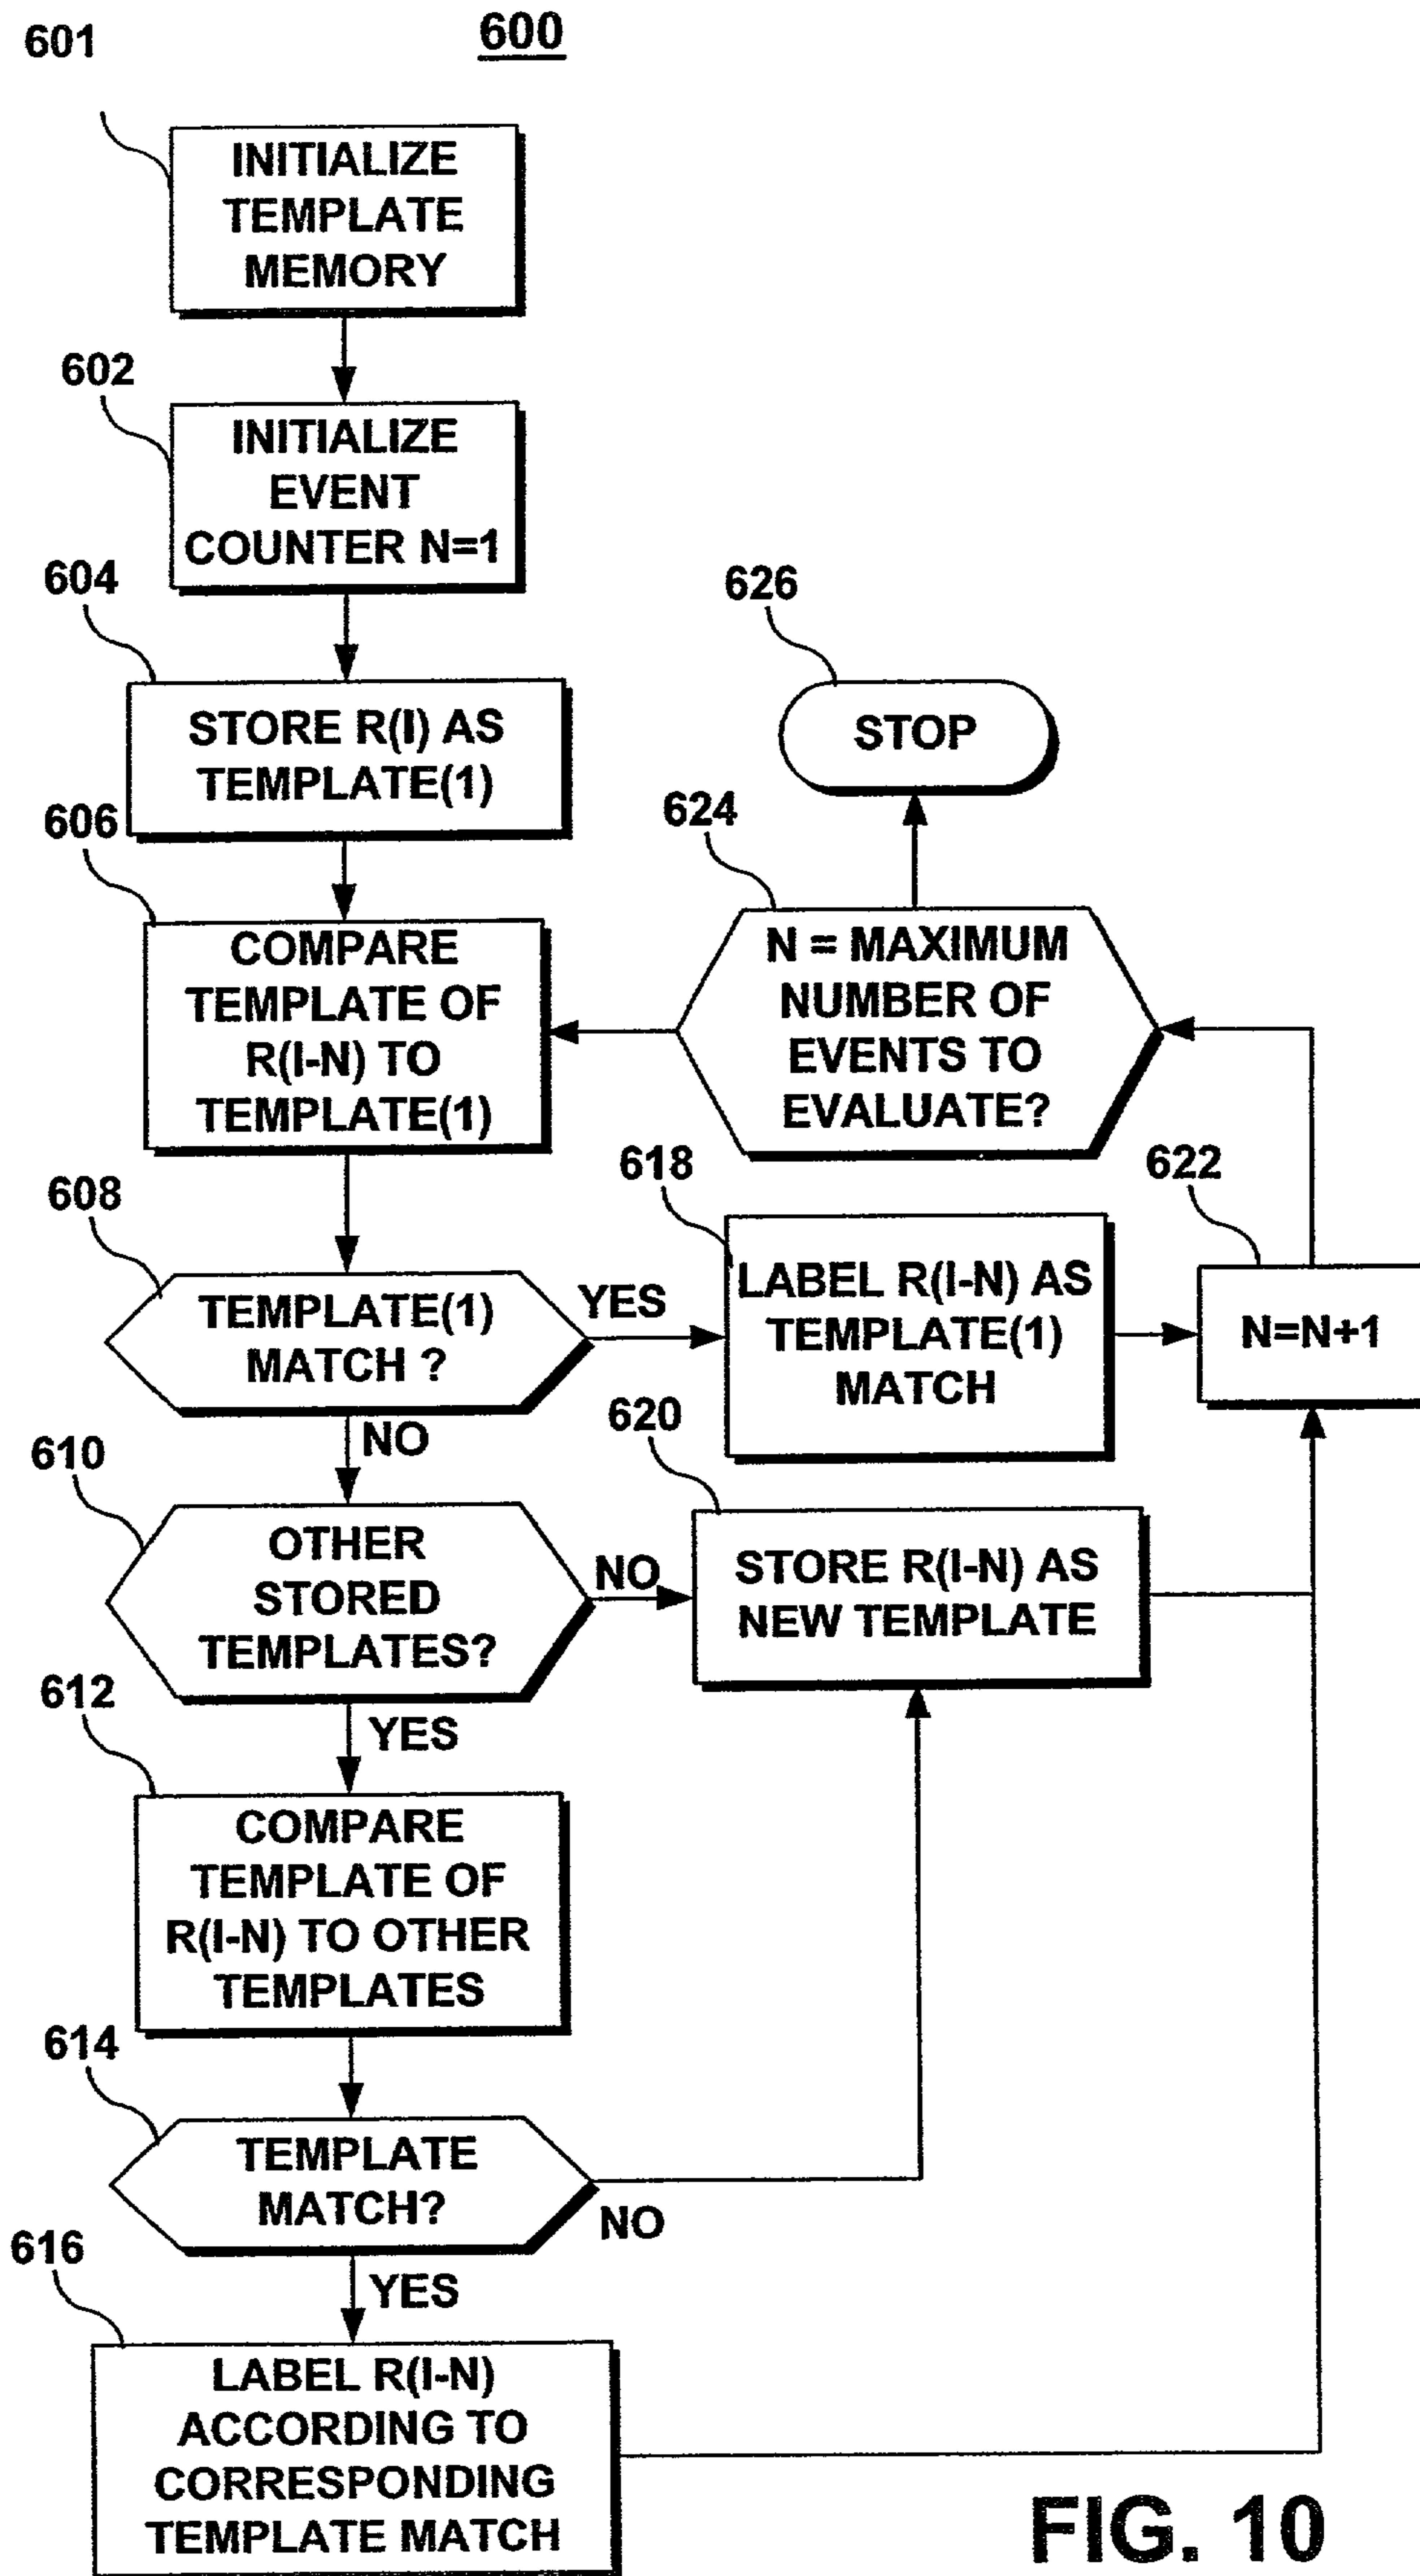 601
600
INITIALIZE
TEMPLATE
MEMORY
602
INITIALIZE
EVENT
COUNTER N=1
604
STORE R(I) AS
TEMPLATE(1)
606
COMPARE
TEMPLATE OF
R(I-N) TO
TEMPLATE(1)
626
STOP
624
N = MAXIMUM
NUMBER OF
EVENTS TO
EVALUATE?
608
TEMPLATE(1)
MATCH ?
YES
NO
618
LABEL R(I-N) AS
TEMPLATE(1)
MATCH
622
N=N+1
610
OTHER
STORED
TEMPLATES?
NO
YES
620
STORE R(I-N) AS
NEW TEMPLATE
612
COMPARE
TEMPLATE OF
R(I-N) TO OTHER
TEMPLATES
614
TEMPLATE
MATCH?
NO
YES
616
LABEL R(I-N)
ACCORDING TO
CORRESPONDING
TEMPLATE MATCH
FIG. 10